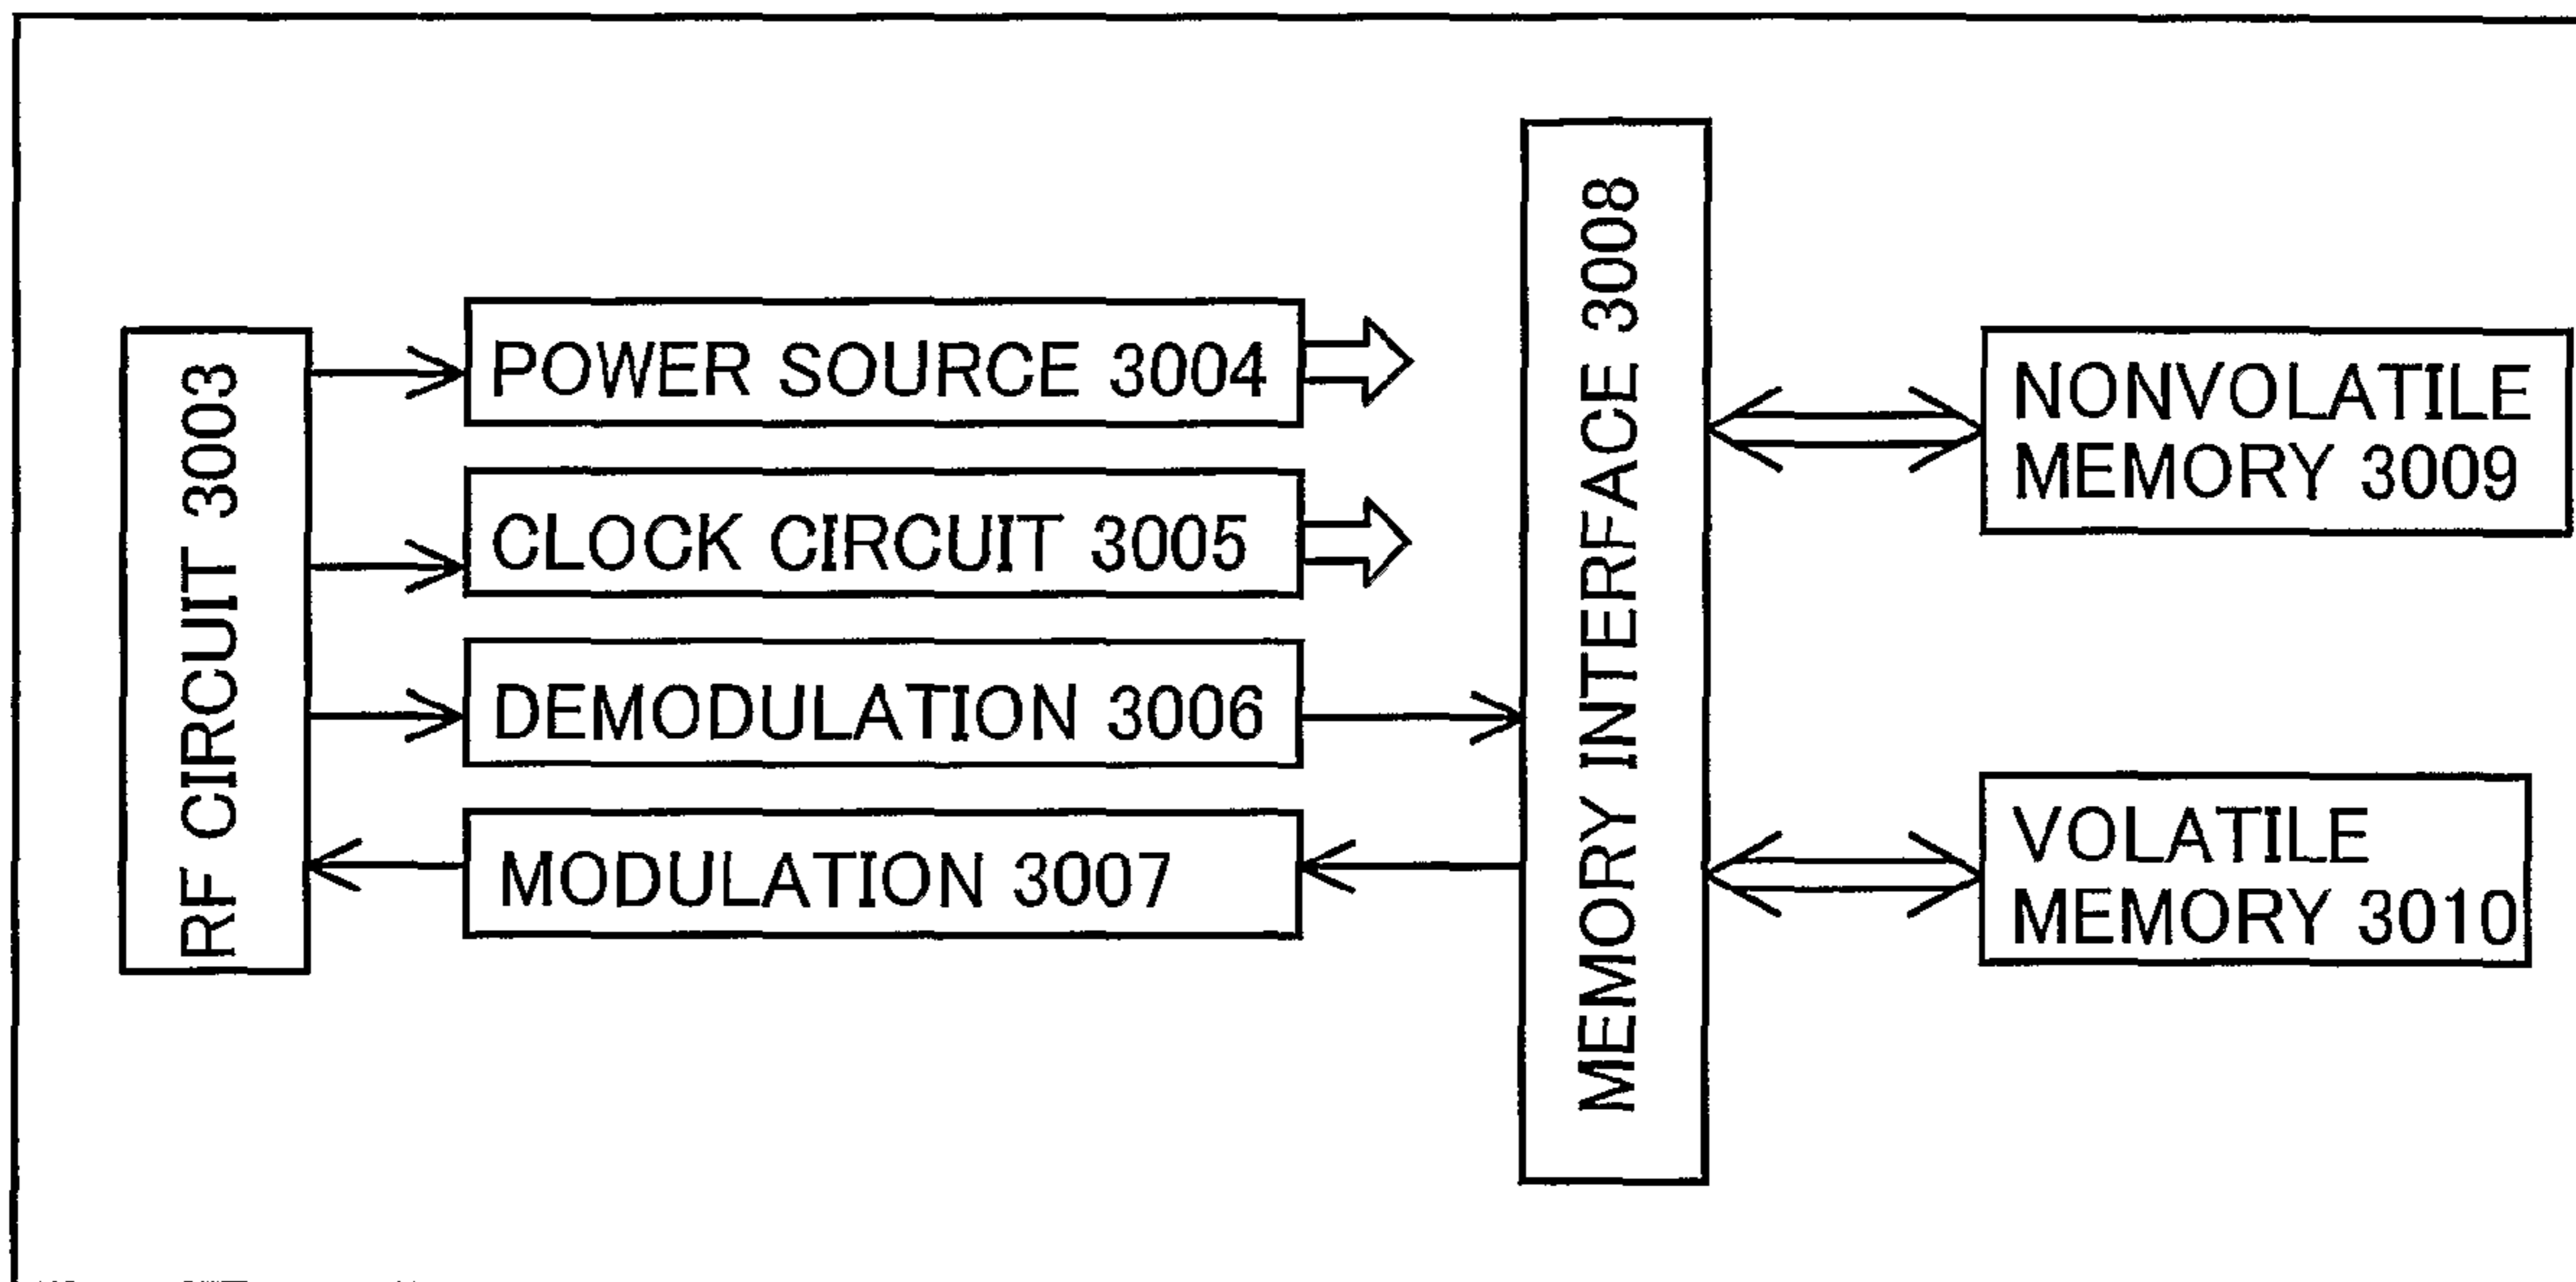 RF CIRCUIT 3003
POWER SOURCE 3004
CLOCK CIRCUIT 3005
DEMODULATION 3006
MODULATION 3007
MEMORY INTERFACE 3008
NONVOLATILE
MEMORY 3009
VOLATILE
MEMORY 3010